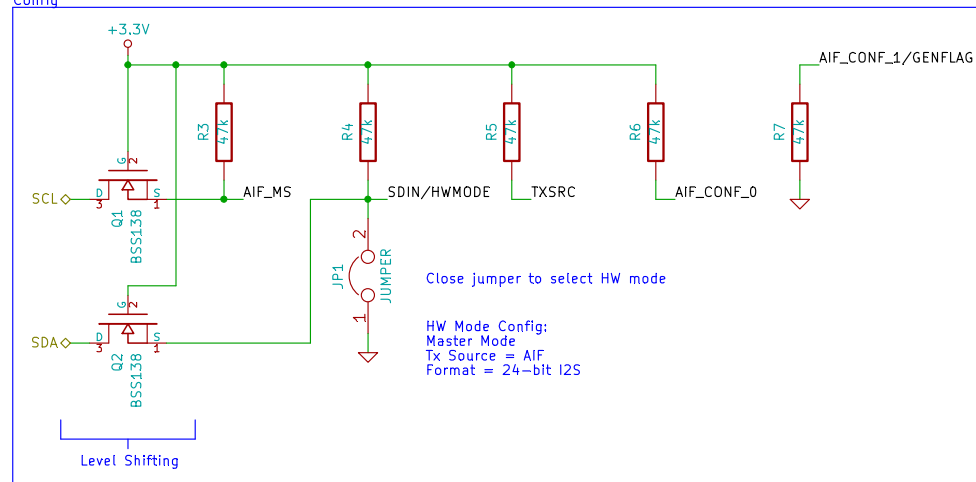 Config
+3.3V
AIF_CONF_1/GENFLAG
R3
47k
R4
47k
R5
47k
R6
47k
R7
47k
G
2
SCL
D
3
S
1
Q1
BSS138
AIF_MS
SDIN/HWMODE
TXSRC
AIF_CONF_0
2
JP1
JUMPER
1
Close jumper to select HW mode
G
2
SDA
D
3
S
1
Q2
BSS138
HW Mode Config:
Master Mode
Tx Source = AIF
Format = 24-bit I2S
Level Shifting